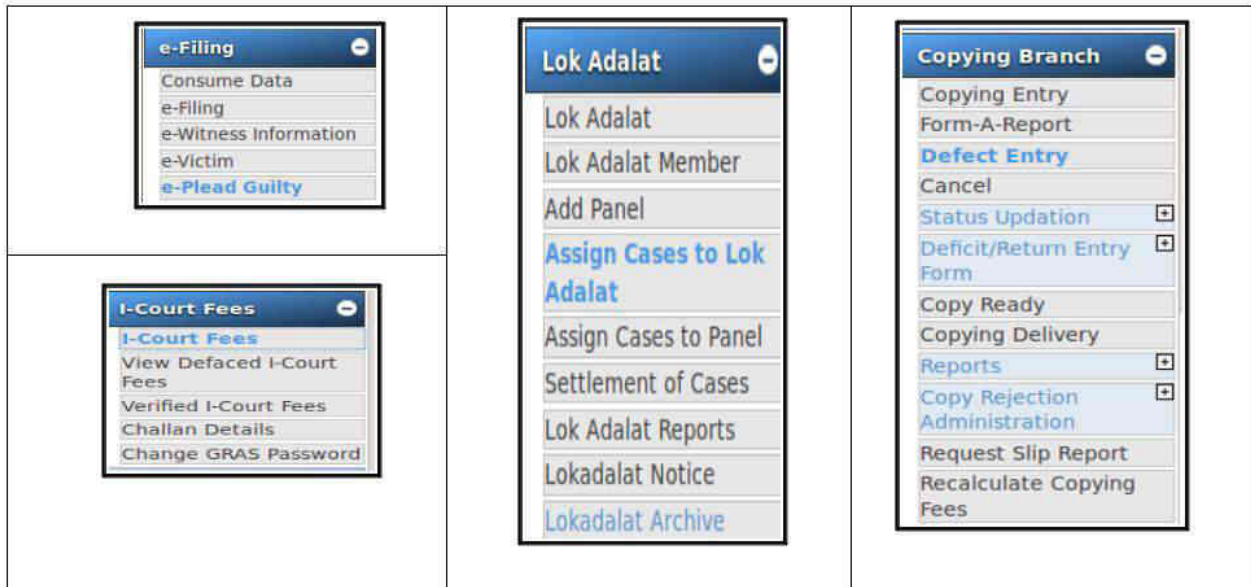 e-Filing
Consume Data
e-Filing
e-Witness Information
e-Victim
e-Plead Guilty
I-Court Fees
I-Court Fees
View Defaced I-Court
Fees
Verified I-Court Fees
Challan Details
Change GRAS Password
Lok Adalat
Lok Adalat
Lok Adalat Member
Add Panel
Assign Cases to Lok
Adalat
Assign Cases to Panel
Settlement of Cases
Lok Adalat Reports
Lokadalat Notice
Lokadalat Archive
Copying Branch
Copying Entry
Form-A-Report
Defect Entry
Cancel
Status Updation
Deficit/Return Entry
Form
Copy Ready
Copying Delivery
Reports
Copy Rejection
Administration
Request Slip Report
Recalculate Copying
Fees